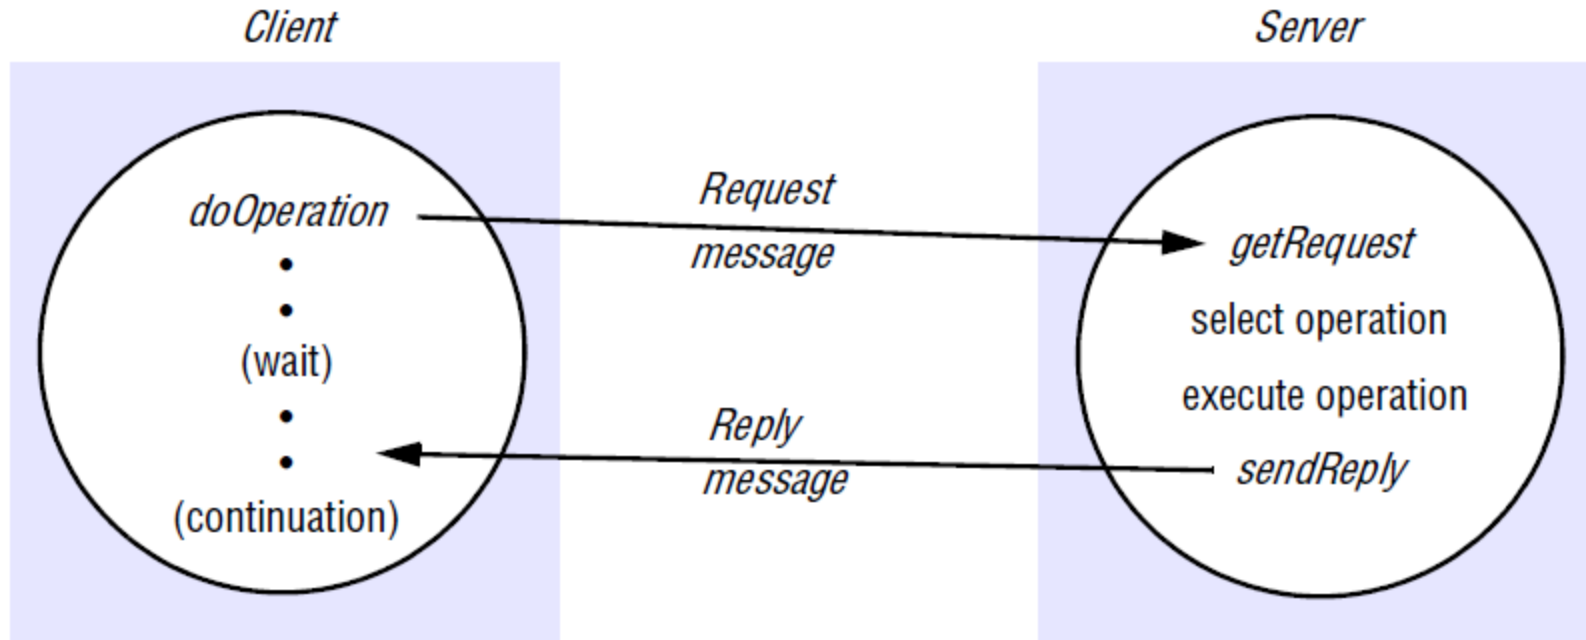 Client
Server
doOperation
(wait)
(continuation)
Request
message
Reply
message
getRequest
select operation
execute operation
sendReply